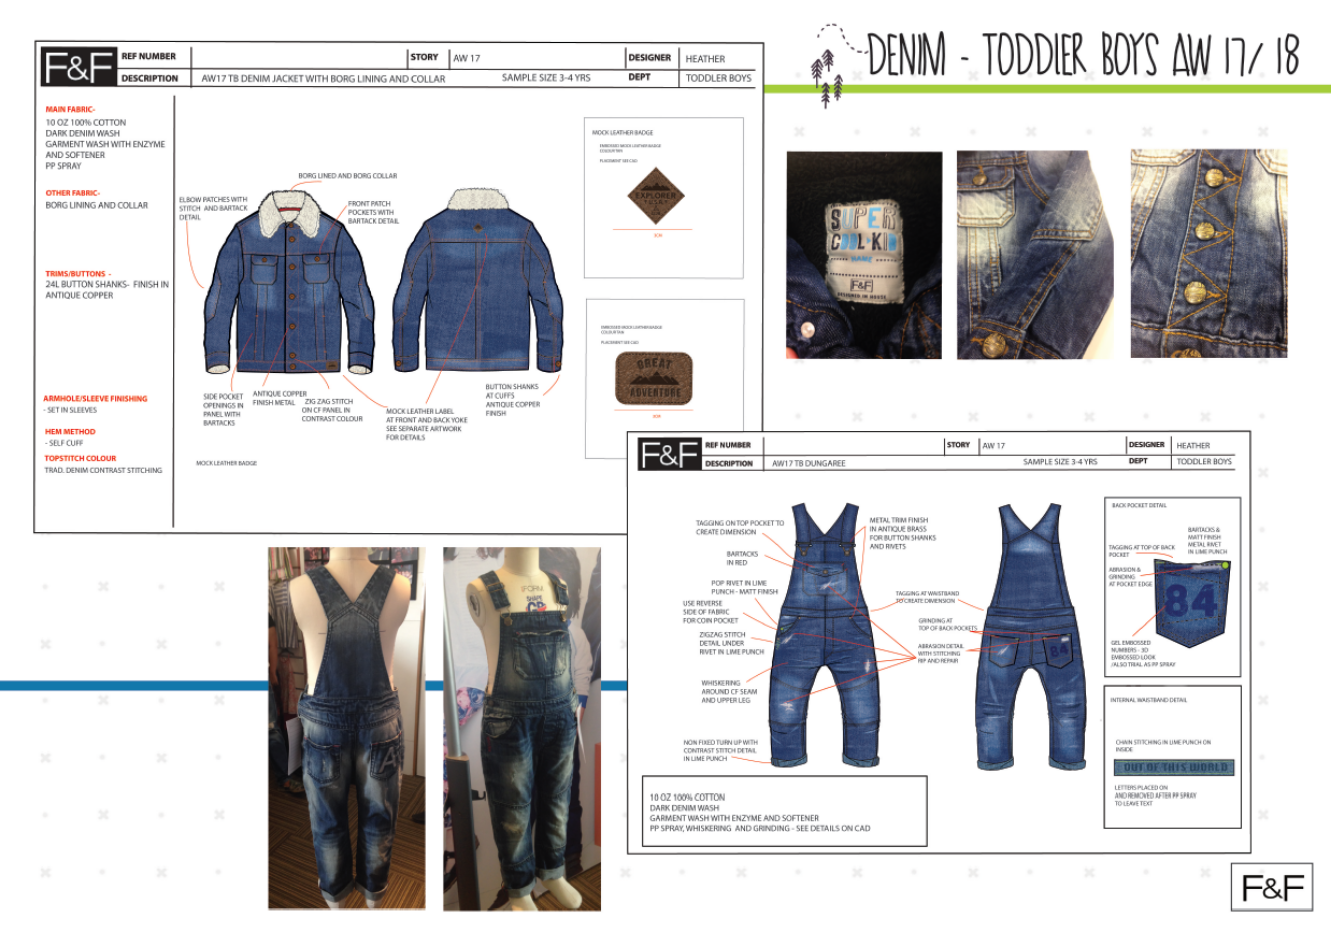 DENIM - TODDLER BOYS AW 17/ 18
F&F
REF NUMBER
STORY
AW 17
DESIGNER
HEATHER
DESCRIPTION
AW17 TB DENIM JACKET WITH BORG LINING AND COLLAR
SAMPLE SIZE 3-4 YRS
DEPT
TODDLER BOYS
MAIN FABRIC-
10 OZ 100% COTTON
DARK DENIM WASH
GARMENT WASH WITH ENZYME
AND SOFTENER
PP SPRAY
OTHER FABRIC-
BORG LINING AND COLLAR
TRIMS/BUTTONS -
24L BUTTON SHANKS- FINISH IN
ANTIQUE COPPER
ARMHOLE/SLEEVE FINISHING
- SET IN SLEEVES
HEM METHOD
- SELF CUFF
TOPSTITCH COLOUR
TRAD. DENIM CONTRAST STITCHING
BORG LINED AND BORG COLLAR
ELBOW PATCHES WITH
STITCH AND BARTACK
DETAIL
FRONT PATCH
POCKETS WITH
BARTACK DETAIL
SIDE POCKET
OPENINGS IN
PANEL WITH
BARTACKS
ANTIQUE COPPER
FINISH METAL
ZIG ZAG STITCH
ON CF PANEL IN
CONTRAST COLOUR
MOCK LEATHER LABEL
AT FRONT AND BACK YOKE
SEE SEPARATE ARTWORK
FOR DETAILS
BUTTON SHANKS
AT CUFFS
ANTIQUE COPPER
FINISH
MOCK LEATHER BADGE
MOCK LEATHER BADGE
EMBOSSED MOCK LEATHER BADGE
PLACEMENT SEE CAD
EXPLORER
EMBOSSED MOCK LEATHER BADGE
PLACEMENT SEE CAD
GREAT
ADVENTURE
SUPER
COOL KID
NAME
F&F
F&F
REF NUMBER
STORY
AW 17
DESIGNER
HEATHER
DESCRIPTION
AW17 TB DUNGAREE
SAMPLE SIZE 3-4 YRS
DEPT
TODDLER BOYS
TAGGING ON TOP POCKET TO
CREATE DIMENSION
BARTACKS
IN RED
POP RIVET IN LIME
PUNCH - MATT FINISH
USE REVERSE
SIDE OF FABRIC
FOR COIN POCKET
ZIGZAG STITCH
DETAIL UNDER
RIVET IN LIME PUNCH
WHISKERING
AROUND CF SEAM
AND UPPER LEG
NON FIXED TURN UP WITH
CONTRAST STITCH DETAIL
IN LIME PUNCH
METAL TRIM FINISH
IN ANTIQUE BRASS
FOR BUTTON SHANKS
AND RIVETS
TAGGING AT WAISTBAND
TO CREATE DIMENSION
GRINDING AT
TOP OF BACK POCKETS
ABRASION DETAIL
WITH STITCHING
RIP AND REPAIR
84
BACK POCKET DETAIL
BARTACKS &
MATT FINISH
METAL RIVET
IN LIME PUNCH
TAGGING AT TOP OF BACK
POCKET
ABRASION &
GRINDING
AT POCKET EDGE
84
GEL EMBOSSED
NUMBERS - 3D
EMBOSSED LOOK
/ALSO TRIAL AS PP SPRAY
INTERNAL WAISTBAND DETAIL
CHAIN STITCHING IN LIME PUNCH ON
INSIDE
OUT OF THIS WORLD
LETTERS PLACED ON
AND REMOVED AFTER PP SPRAY
TO LEAVE TEXT
10 OZ 100% COTTON
DARK DENIM WASH
GARMENT WASH WITH ENZYME AND SOFTENER
PP SPRAY, WHISKERING AND GRINDING - SEE DETAILS ON CAD
F&F